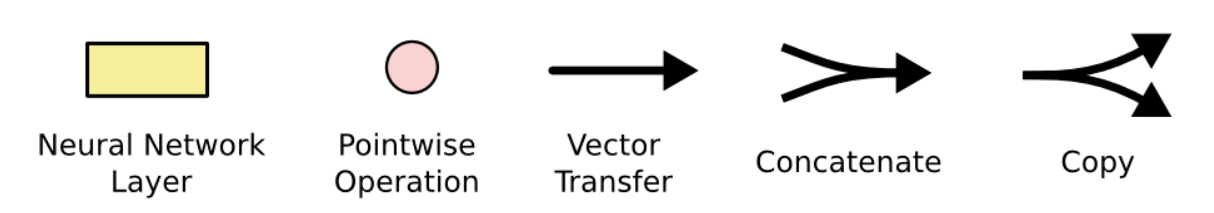 Neural Network
Layer
Pointwise
Operation
Vector
Transfer
Concatenate
Copy